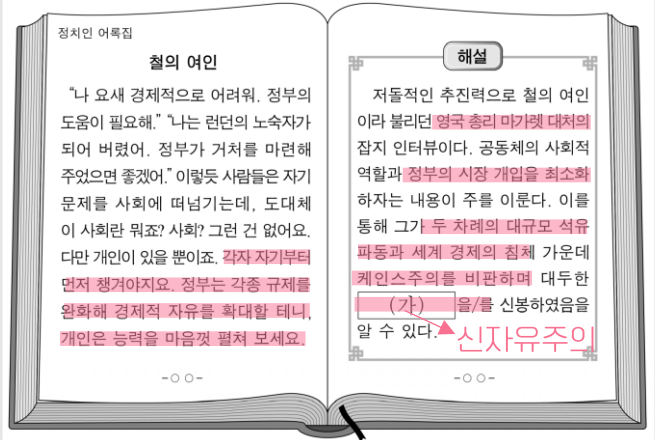 정치인 어록집
철의 여인
“나 요새 경제적으로 어려워. 정부의
도움이 필요해.” “나는 런던의 노숙자가
되어 버렸어. 정부가 거처를 마련해
주었으면 좋겠어.” 이렇듯 사람들은 자기
문제를 사회에 떠넘기는데, 도대체
이 사회란 뭐죠? 사회? 그런 건 없어요.
다만 개인이 있을 뿐이죠. 각자 자기부터
먼저 챙겨야지요. 정부는 각종 규제를
완화해 경제적 자유를 확대할 테니,
개인은 능력을 마음껏 펼쳐 보세요.
-○○-
해설
저돌적인 추진력으로 철의 여인
이라 불리던 영국 총리 마가렛 대처의
잡지 인터뷰이다. 공동체의 사회적
역할과 정부의 시장 개입을 최소화
하자는 내용이 주를 이룬다. 이를
통해 그가 두 차례의 대규모 석유
파동과 세계 경제의 침체 가운데
케인스주의를 비판하며 대두한
(가) 을/를 신봉하였음을
알 수 있다.
신자유주의
-○○-